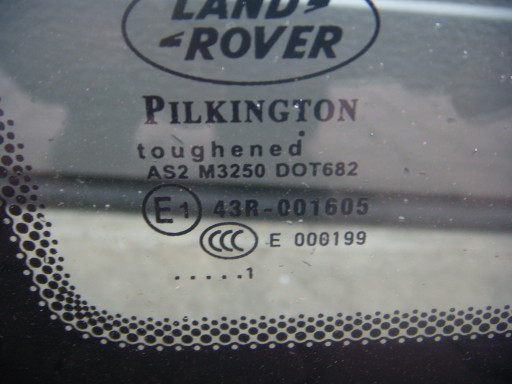 LAND
ROVER
PILKINGTON
toughened
AS2 M3250 DOT682
E1 43R-001605
CCC E 000199
.....1